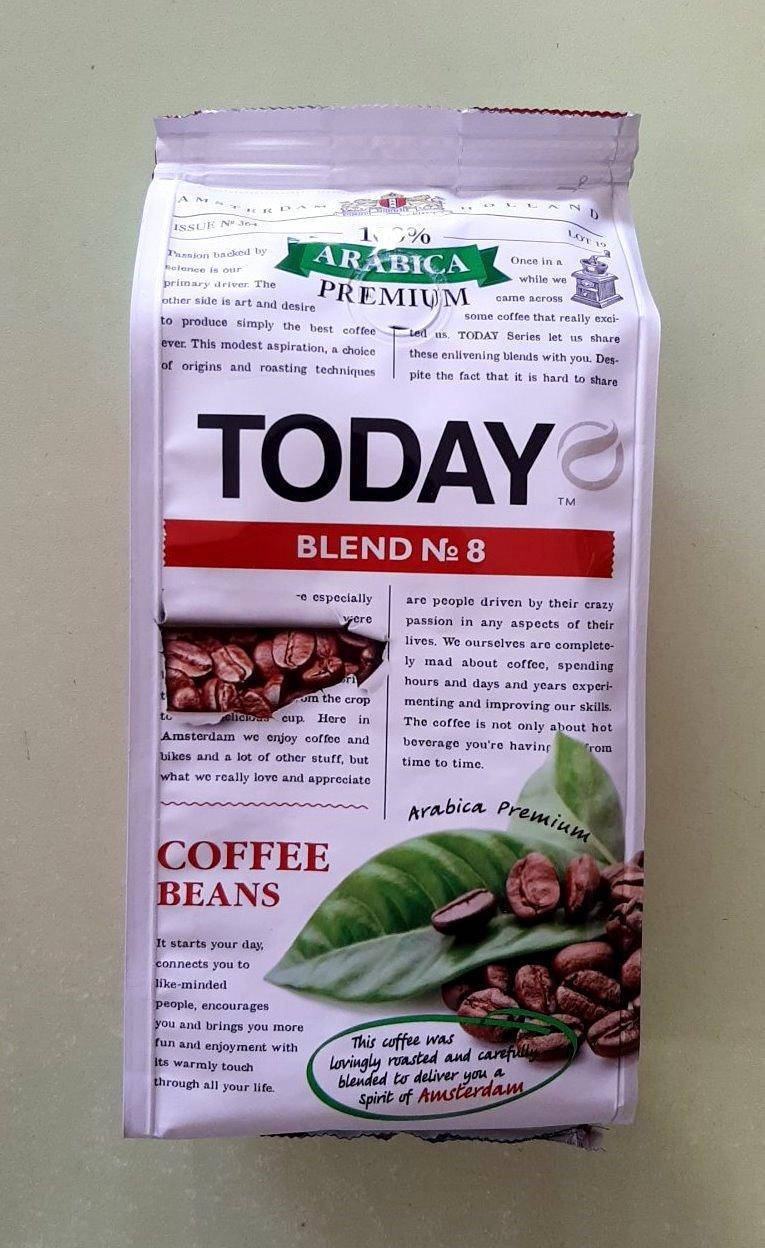 AMSTERDAM HOLLAND
ISSUE № 364
LOT 19
100%
ARABICA
PREMIUM
Passion backed by
science is our
primary driver. The
other side is art and desire
to produce simply the best coffee
ever. This modest aspiration, a choice
of origins and roasting techniques
Once in a
while we
came across
some coffee that really exci-
ted us. TODAY Series let us share
these enlivening blends with you. Des-
pite the fact that it is hard to share
TODAY
TM
BLEND № 8
especially
were
from the crop
to delicious cup. Here in
Amsterdam we enjoy coffee and
bikes and a lot of other stuff, but
what we really love and appreciate
are people driven by their crazy
passion in any aspects of their
lives. We ourselves are complete-
ly mad about coffee, spending
hours and days and years experi-
menting and improving our skills.
The coffee is not only about hot
beverage you're having from
time to time.
Arabica Premium
COFFEE
BEANS
It starts your day,
connects you to
like-minded
people, encourages
you and brings you more
fun and enjoyment with
its warmly touch
through all your life.
This coffee was
lovingly roasted and carefully
blended to deliver you a
spirit of Amsterdam